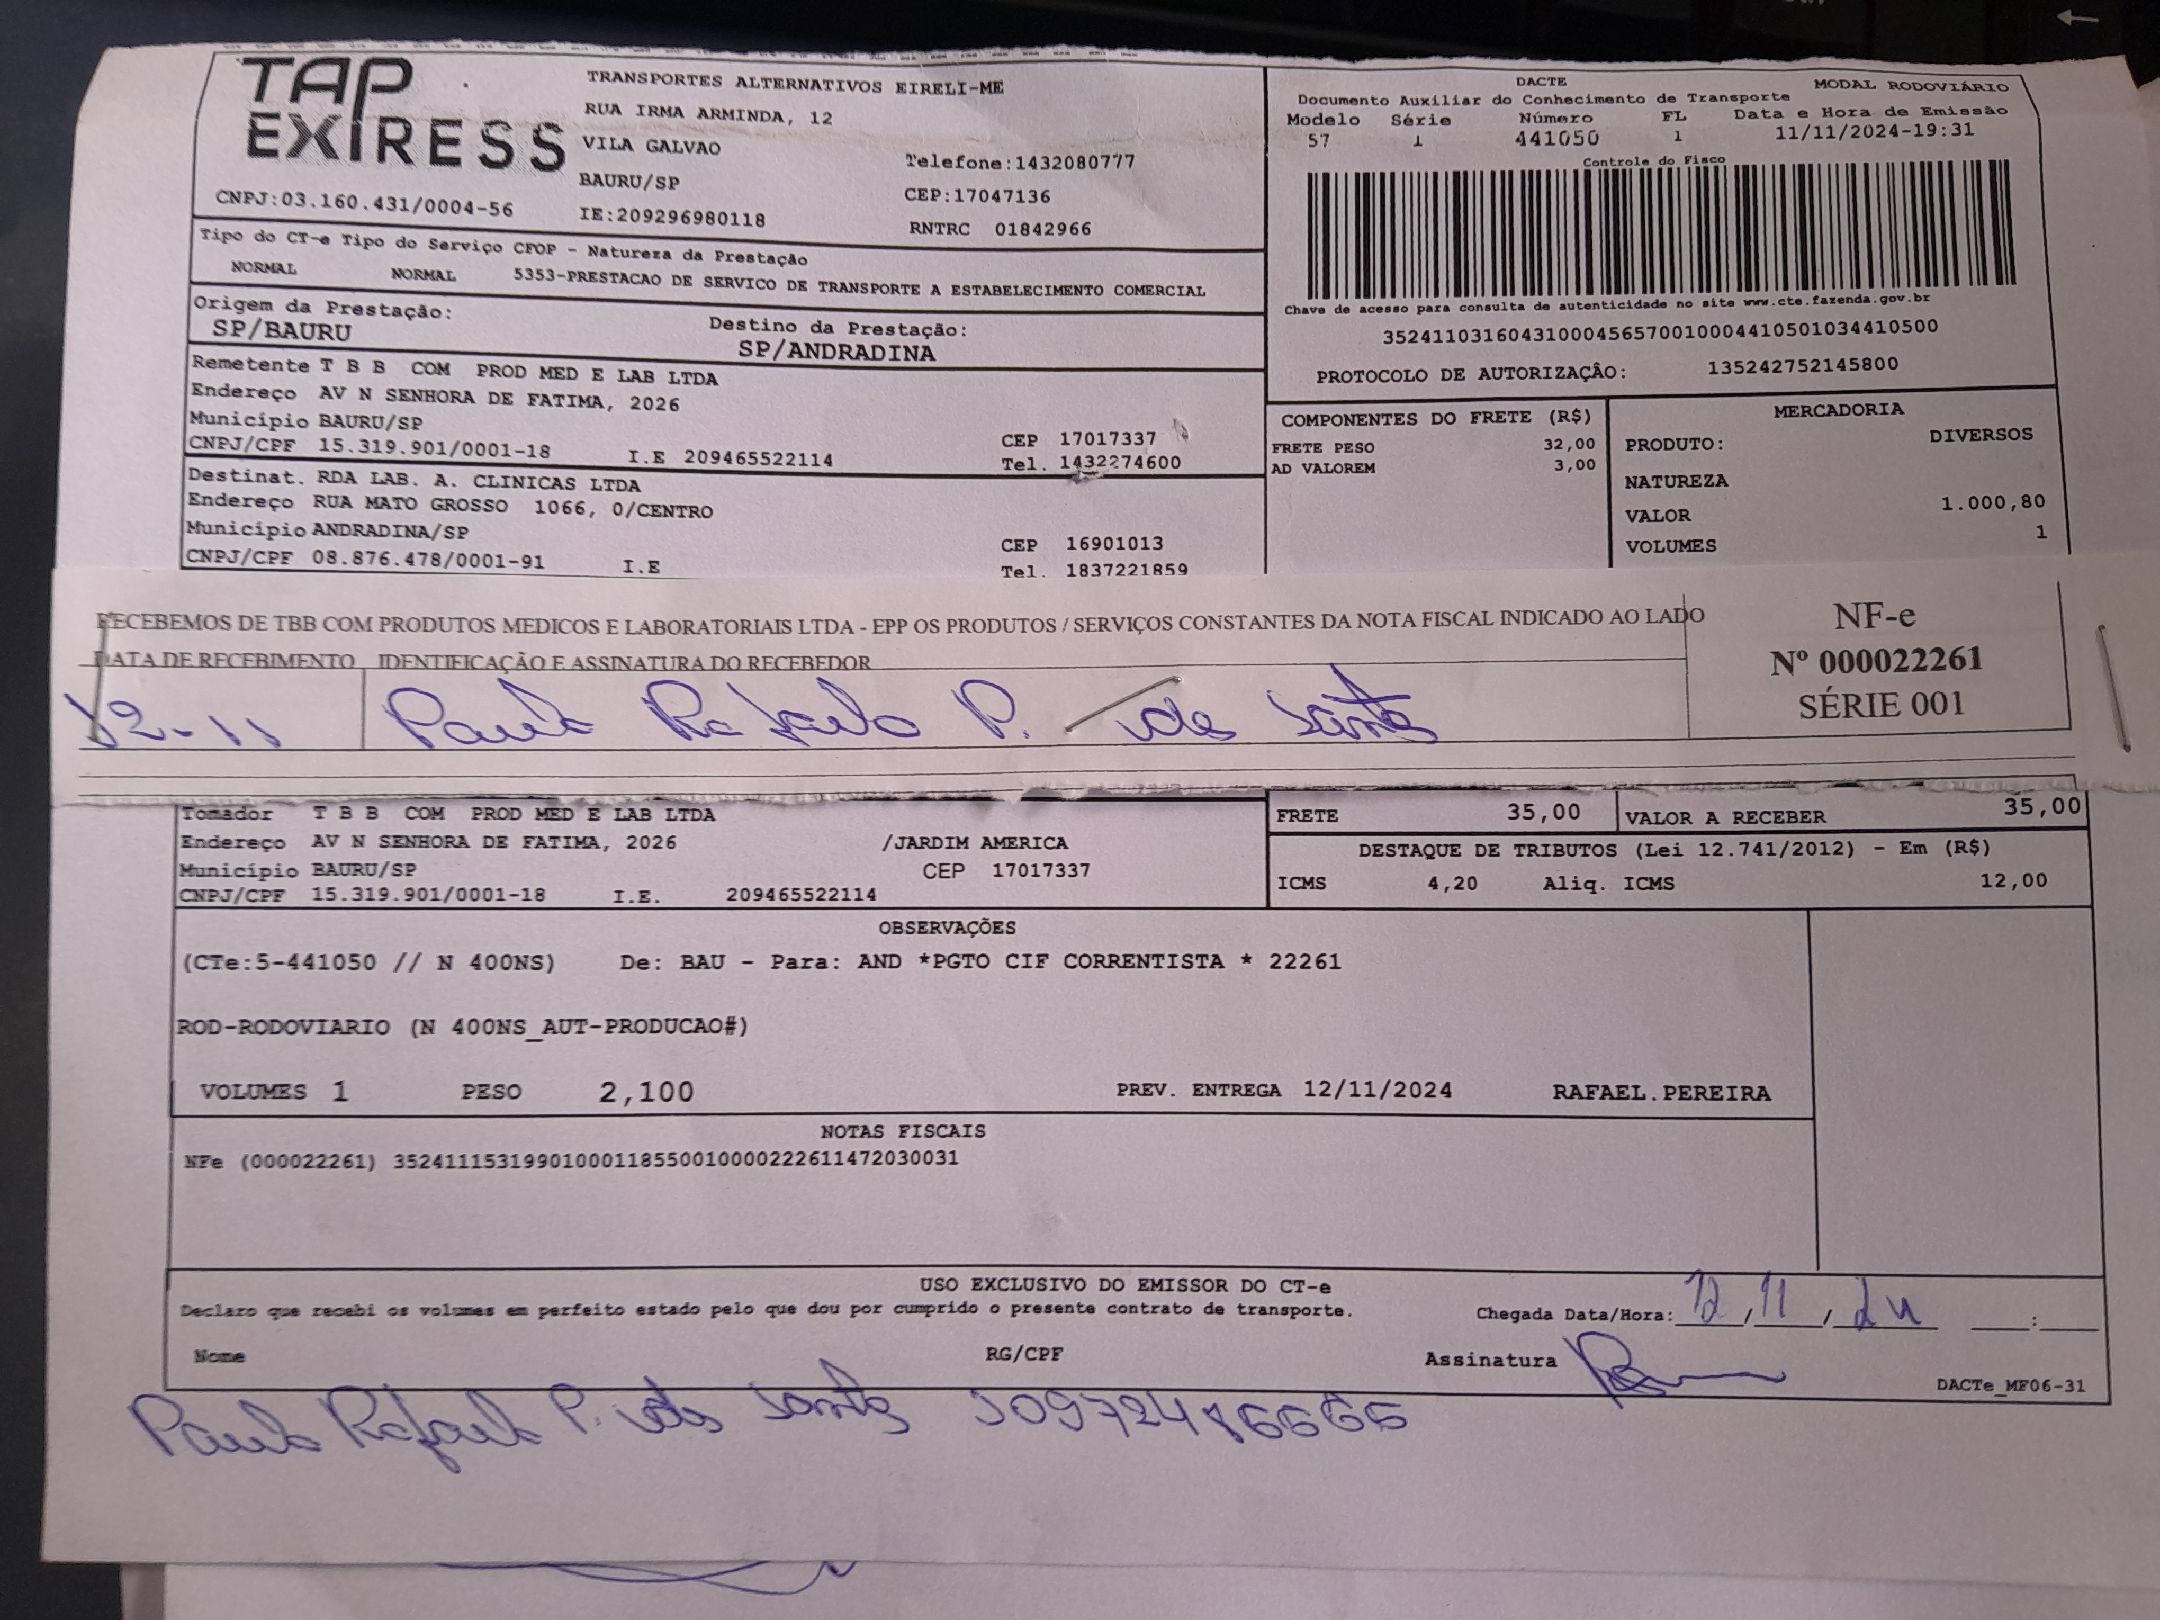 TAP EXIRESS
TRANSPORTES ALTERNATIVOS EIRELI-ME
RUA IRMA ARMINDA, 12
VILA GALVAO
BAURU/SP
Telefone:1432080777
CEP:17047136
CNPJ:03.160.431/0004-56
IE:209296980118
RNTRC 01842966
DACTE MODAL RODOVIÁRIO
Documento Auxiliar do Conhecimento de Transporte
Modelo Série Número FL Data e Hora de Emissão
57 1 441050 1 11/11/2024-19:31
Controle do Fisco
Chave de acesso para consulta de autenticidade no site www.cte.fazenda.gov.br
35241103160431000456570010004410501034410500
PROTOCOLO DE AUTORIZAÇÂO: 135242752145800
Tipo do CT-e Tipo do Serviço CFOP - Natureza da Prestação
NORMAL NORMAL 5353-PRESTACAO DE SERVICO DE TRANSPORTE A ESTABELECIMENTO COMERCIAL
Origem da Prestação:
SP/BAURU
Destino da Prestação:
SP/ANDRADINA
Remetente T B B COM PROD MED E LAB LTDA
Endereço AV N SENHORA DE FATIMA, 2026
Município BAURU/SP
CEP 17017337
CNPJ/CPF 15.319.901/0001-18 I.E 209465522114 Tel. 1432274600
Destinat. RDA LAB. A. CLINICAS LTDA
Endereço RUA MATO GROSSO 1066, 0/CENTRO
Município ANDRADINA/SP
CEP 16901013
CNPJ/CPF 08.876.478/0001-91 I.E Tel. 1837221859
COMPONENTES DO FRETE (R$)
FRETE PESO 32,00
AD VALOREM 3,00
MERCADORIA
PRODUTO: DIVERSOS
NATUREZA
VALOR 1.000,80
VOLUMES 1
RECEBEMOS DE TBB COM PRODUTOS MEDICOS E LABORATORIAIS LTDA - EPP OS PRODUTOS / SERVIÇOS CONSTANTES DA NOTA FISCAL INDICADO AO LADO
DATA DE RECEBIMENTO IDENTIFICAÇÃO E ASSINATURA DO RECEBEDOR
12-11 Paulo Rafaelo P. dos Santos
NF-e
Nº 000022261
SÉRIE 001
Tomador T B B COM PROD MED E LAB LTDA
Endereço AV N SENHORA DE FATIMA, 2026 /JARDIM AMERICA
Município BAURU/SP CEP 17017337
CNPJ/CPF 15.319.901/0001-18 I.E. 209465522114
FRETE 35,00 VALOR A RECEBER 35,00
DESTAQUE DE TRIBUTOS (Lei 12.741/2012) - Em (R$)
ICMS 4,20 Aliq. ICMS 12,00
OBSERVAÇÕES
(CTe:5-441050 // N 400NS) De: BAU - Para: AND *PGTO CIF CORRENTISTA * 22261
ROD-RODOVIARIO (N 400NS_AUT-PRODUCAO#)
VOLUMES 1 PESO 2,100 PREV. ENTREGA 12/11/2024 RAFAEL.PEREIRA
NOTAS FISCAIS
NFe (000022261) 35241115319901000118550010000222611472030031
USO EXCLUSIVO DO EMISSOR DO CT-e
Declaro que recebi os volumes em perfeito estado pelo que dou por cumprido o presente contrato de transporte.
Chegada Data/Hora: 12/11/24 :
Nome RG/CPF Assinatura
DACTe_MF06-31
Paulo Rafaelo P. dos Santos